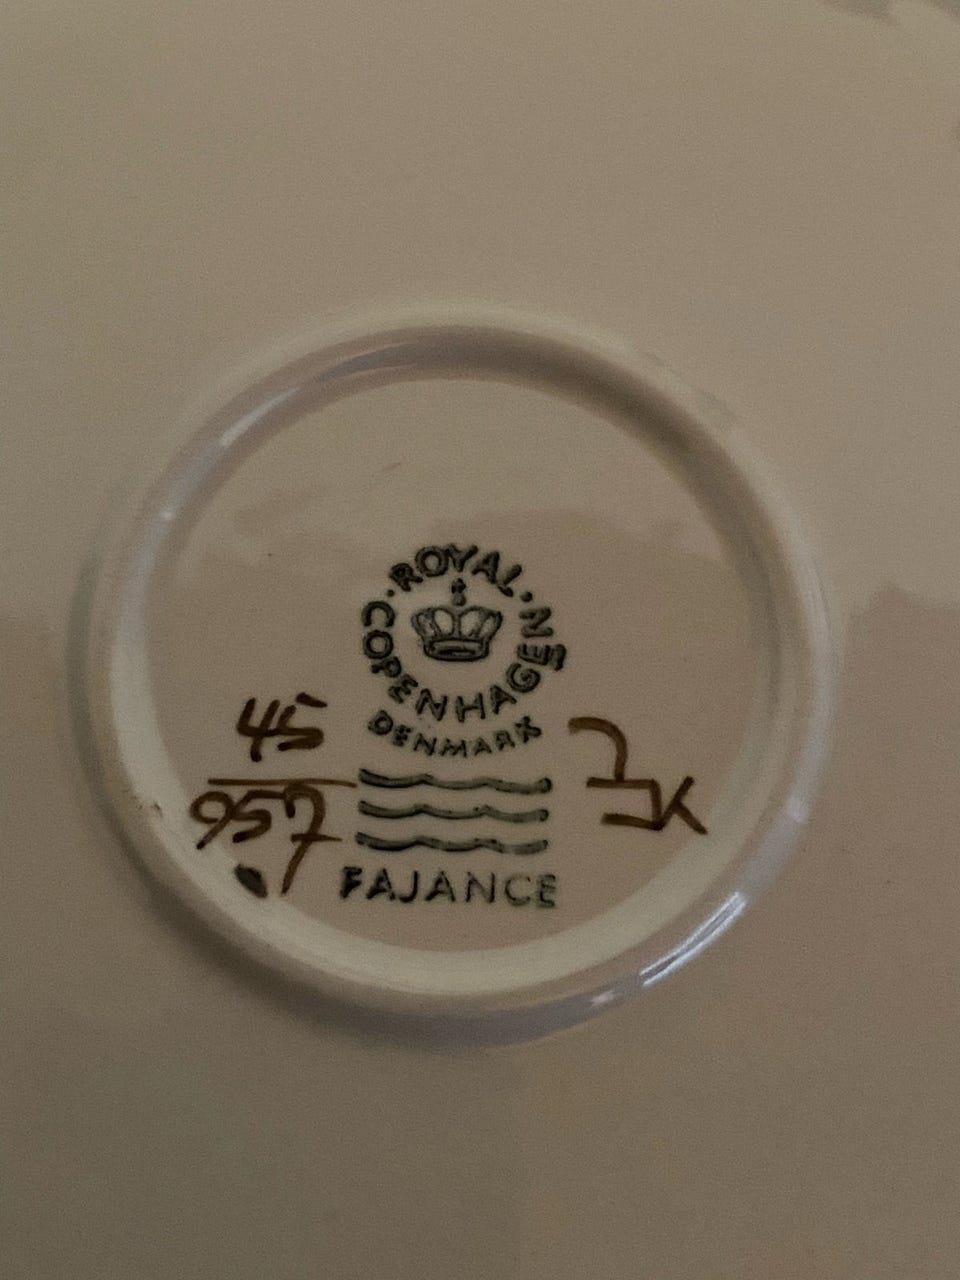 ROYAL
COPENHAGEN
DENMARK
45
957
FAJANCE